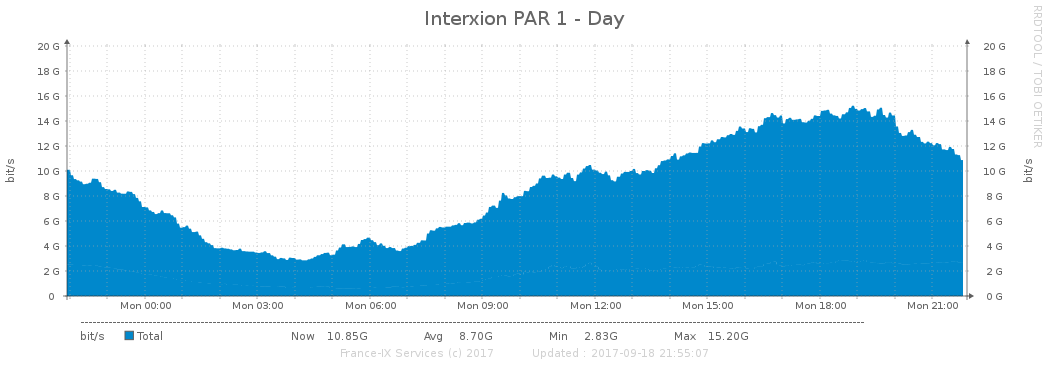 Interxion PAR 1 - Day
RRDTOOL / TOBI OETIKER
20 G 20 G
18 G 18 G
16 G 16 G
14 G 14 G
12 G 12 G
10 G 10 G
8 G 8 G
6 G 6 G
4 G 4 G
2 G 2 G
0 0 G
bit/s
bit/s
Mon 00:00 Mon 03:00 Mon 06:00 Mon 09:00 Mon 12:00 Mon 15:00 Mon 18:00 Mon 21:00
bit/s Total Now 10.85G Avg 8.70G Min 2.83G Max 15.20G
France-IX Services (c) 2017 Updated : 2017-09-18 21:55:07